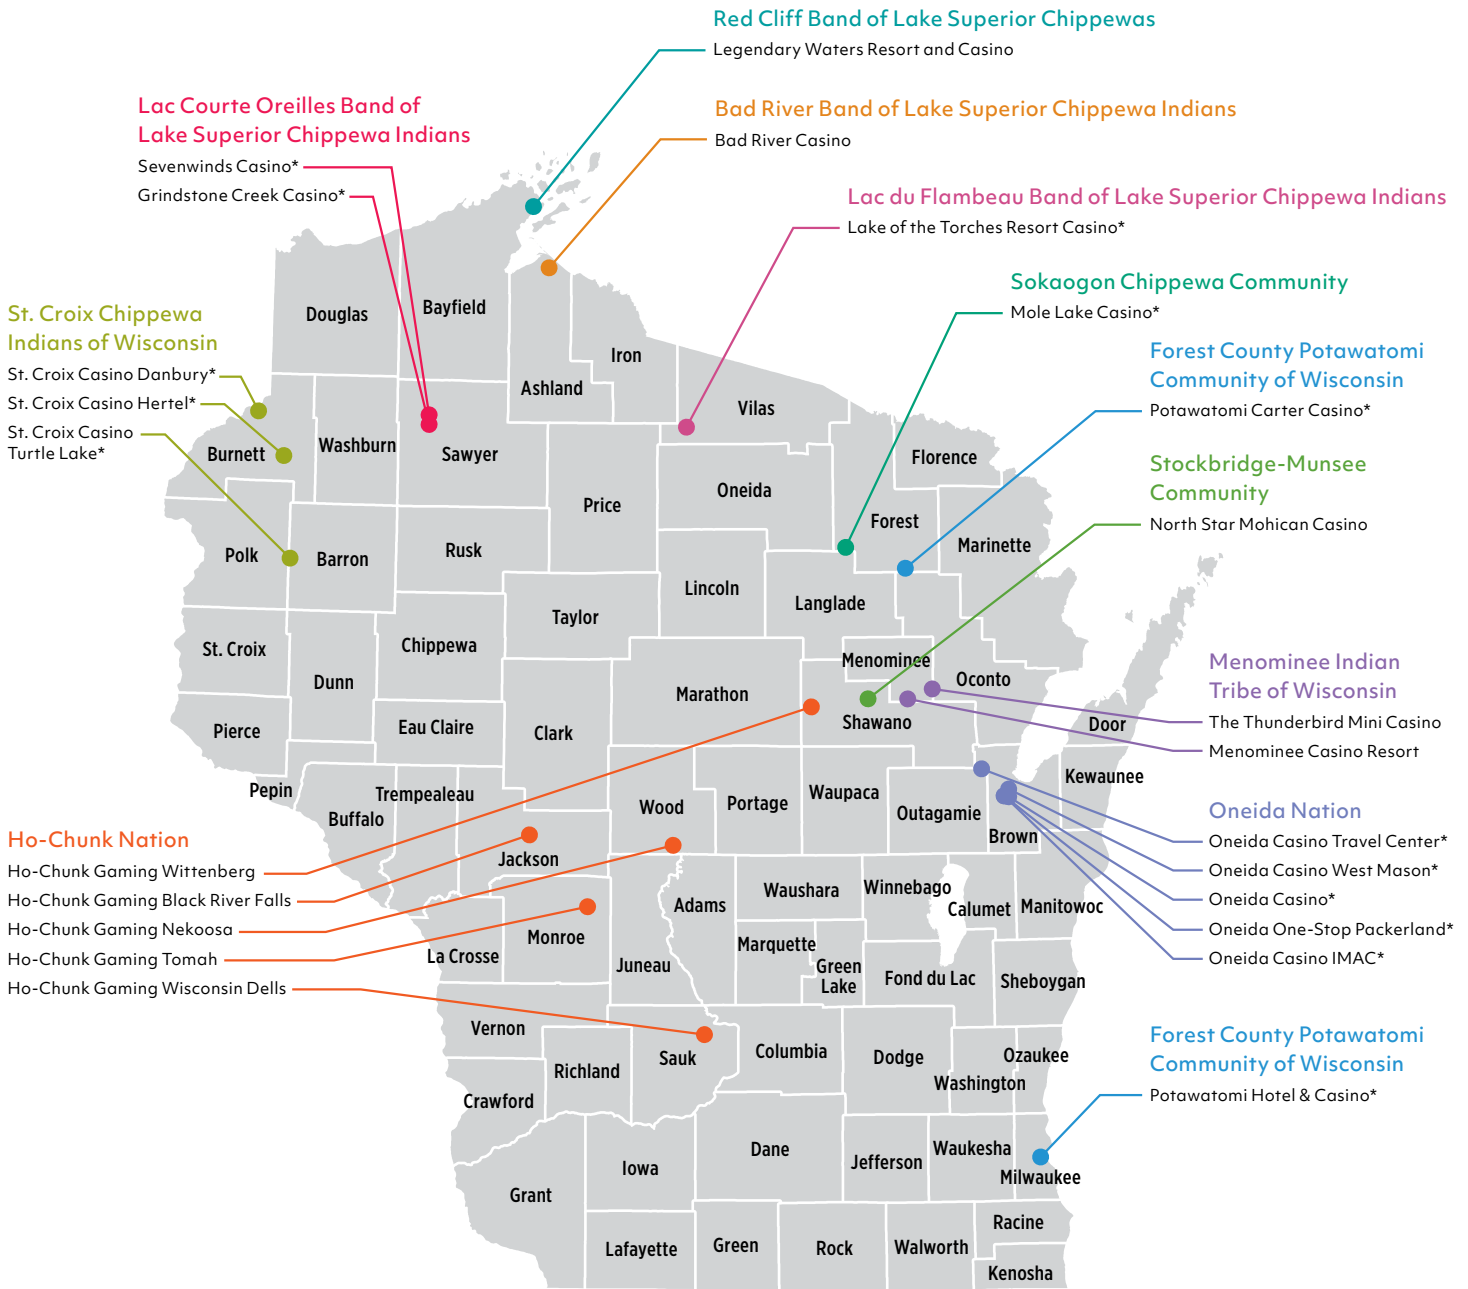 Red Cliff Band of Lake Superior Chippewas
Legendary Waters Resort and Casino
Lac Courte Oreilles Band of
Lake Superior Chippewa Indians
Sevenwinds Casino*
Grindstone Creek Casino*
Bad River Band of Lake Superior Chippewa Indians
Bad River Casino
Lac du Flambeau Band of Lake Superior Chippewa Indians
Lake of the Torches Resort Casino*
Sokaogon Chippewa Community
Mole Lake Casino*
St. Croix Chippewa
Indians of Wisconsin
St. Croix Casino Danbury*
St. Croix Casino Hertel*
St. Croix Casino
Turtle Lake*
Forest County Potawatomi
Community of Wisconsin
Potawatomi Carter Casino*
Stockbridge-Munsee
Community
North Star Mohican Casino
Menominee Indian
Tribe of Wisconsin
The Thunderbird Mini Casino
Menominee Casino Resort
Oneida Nation
Oneida Casino Travel Center*
Oneida Casino West Mason*
Oneida Casino*
Oneida One-Stop Packerland*
Oneida Casino IMAC*
Ho-Chunk Nation
Ho-Chunk Gaming Wittenberg
Ho-Chunk Gaming Black River Falls
Ho-Chunk Gaming Nekoosa
Ho-Chunk Gaming Tomah
Ho-Chunk Gaming Wisconsin Dells
Forest County Potawatomi
Community of Wisconsin
Potawatomi Hotel & Casino*
Douglas
Bayfield
Iron
Ashland
Vilas
Burnett
Washburn
Sawyer
Florence
Price
Oneida
Forest
Marinette
Polk
Barron
Rusk
Lincoln
Langlade
Taylor
St. Croix
Chippewa
Menominee
Oconto
Dunn
Marathon
Shawano
Door
Pierce
Eau Claire
Clark
Pepin
Buffalo
Trempealeau
Wood
Portage
Waupaca
Outagamie
Brown
Kewaunee
Jackson
Adams
Waushara
Winnebago
Calumet
Manitowoc
La Crosse
Monroe
Juneau
Marquette
Green
Lake
Fond du Lac
Sheboygan
Vernon
Richland
Sauk
Columbia
Dodge
Washington
Ozaukee
Crawford
Grant
Iowa
Dane
Jefferson
Waukesha
Milwaukee
Lafayette
Green
Rock
Walworth
Racine
Kenosha